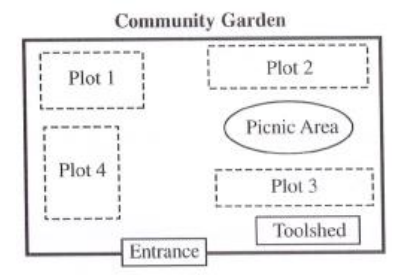 Community Garden
Plot 1
Plot 2
Picnic Area
Plot 4
Plot 3
Toolshed
Entrance